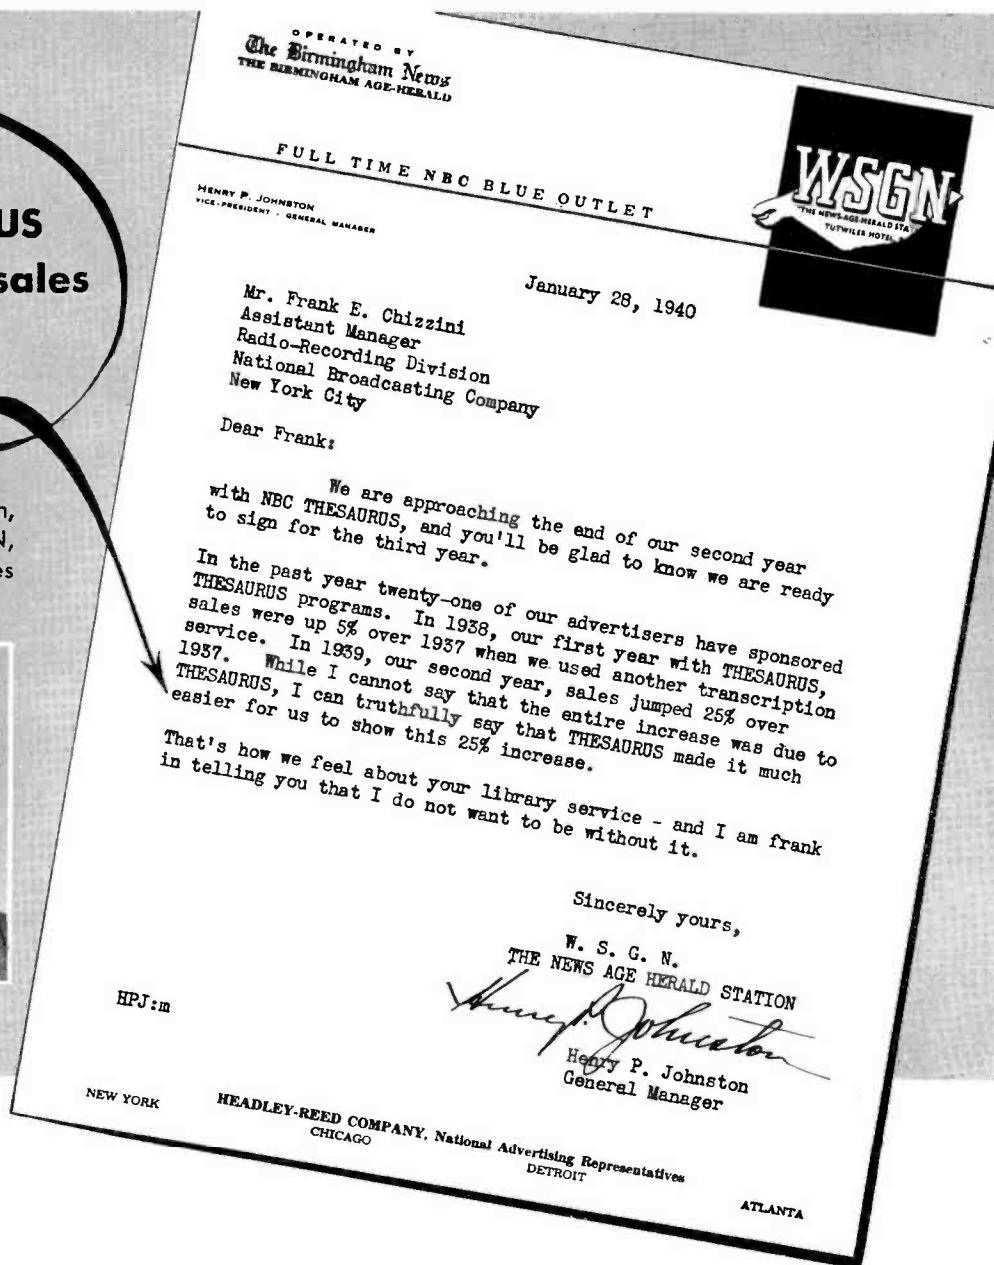 OPERATED BY
The Birmingham News
THE BIRMINGHAM AGE-HERALD
FULL TIME NBC BLUE OUTLET
HENRY P. JOHNSTON
VICE-PRESIDENT - GENERAL MANAGER
WSGN
THE NEWS-AGE-HERALD STA
TUTWILER HOTEL
US
sales
January 28, 1940
Mr. Frank E. Chizzini
Assistant Manager
Radio-Recording Division
National Broadcasting Company
New York City
Dear Frank:
We are approaching the end of our second year
with NBC THESAURUS, and you'll be glad to know we are ready
to sign for the third year.
In the past year twenty-one of our advertisers have sponsored
THESAURUS programs. In 1938, our first year with THESAURUS,
sales were up 5% over 1937 when we used another transcription
service. In 1939, our second year, sales jumped 25% over
1937. While I cannot say that the entire increase was due to
THESAURUS, I can truthfully say that THESAURUS made it much
easier for us to show this 25% increase.
That's how we feel about your library service - and I am frank
in telling you that I do not want to be without it.
Sincerely yours,
W. S. G. N.
THE NEWS AGE HERALD STATION
Henry P. Johnston
Henry P. Johnston
General Manager
HPJ:m
HEADLEY-REED COMPANY, National Advertising Representatives
NEW YORK CHICAGO DETROIT ATLANTA